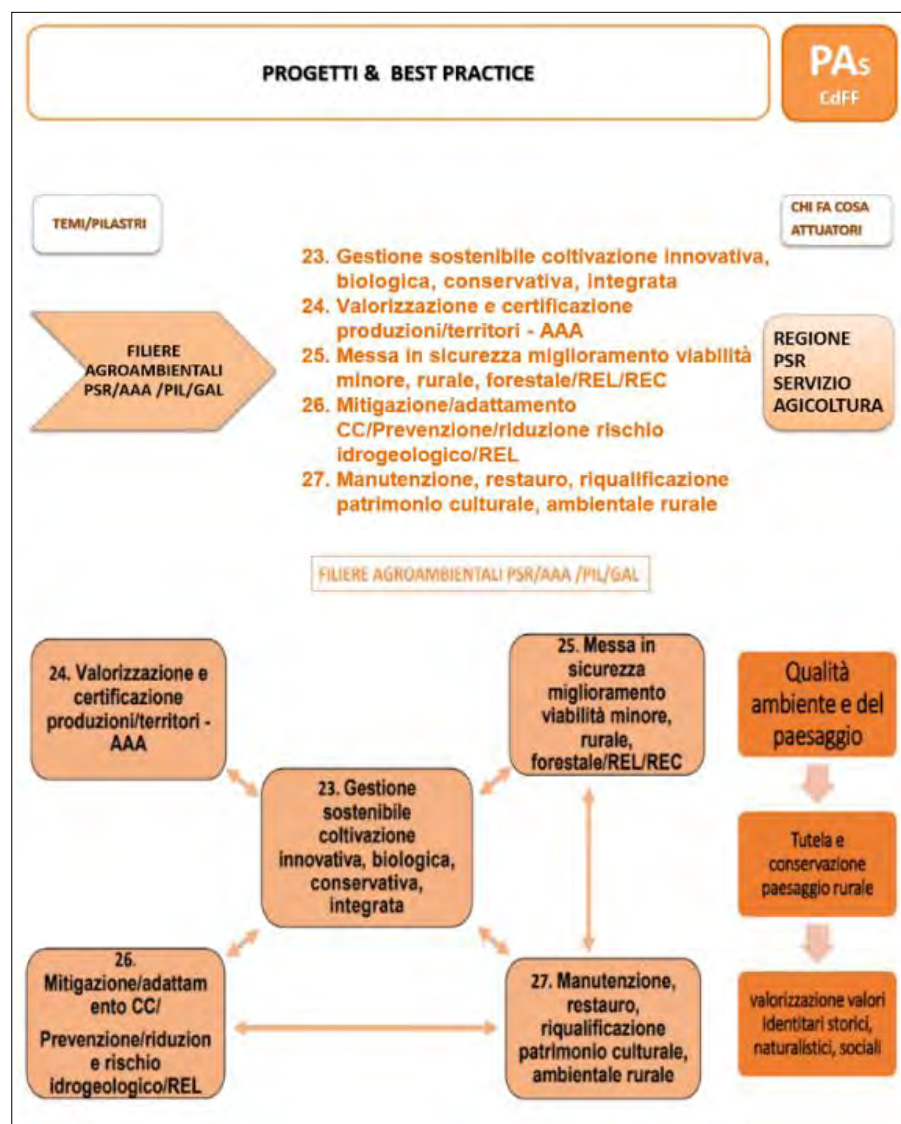 PROGETTI & BEST PRACTICE
PAs
CdFF
TEMI/PILASTRI
CHI FA COSA
ATTUATORI
FILIERE
AGROAMBIENTALI
PSR/AAA /PIL/GAL
23. Gestione sostenibile coltivazione innovativa,
biologica, conservativa, integrata
24. Valorizzazione e certificazione
produzioni/territori - AAA
25. Messa in sicurezza miglioramento viabilità
minore, rurale, forestale/REL/REC
26. Mitigazione/adattamento
CC/Prevenzione/riduzione rischio
idrogeologico/REL
27. Manutenzione, restauro, riqualificazione
patrimonio culturale, ambientale rurale
REGIONE
PSR
SERVIZIO
AGICOLTURA
FILIERE AGROAMBIENTALI PSR/AAA /PIL/GAL
24. Valorizzazione e
certificazione
produzioni/territori -
AAA
25. Messa in
sicurezza
miglioramento
viabilità minore,
rurale,
forestale/REL/REC
23. Gestione
sostenibile
coltivazione
innovativa, biologica,
conservativa,
integrata
26.
Mitigazione/adattam
ento CC/
Prevenzione/riduzion
e rischio
idrogeologico/REL
27. Manutenzione,
restauro,
riqualificazione
patrimonio culturale,
ambientale rurale
Qualità
ambiente e del
paesaggio
Tutela e
conservazione
paesaggio rurale
valorizzazione valori
identitari storici,
naturalistici, sociali